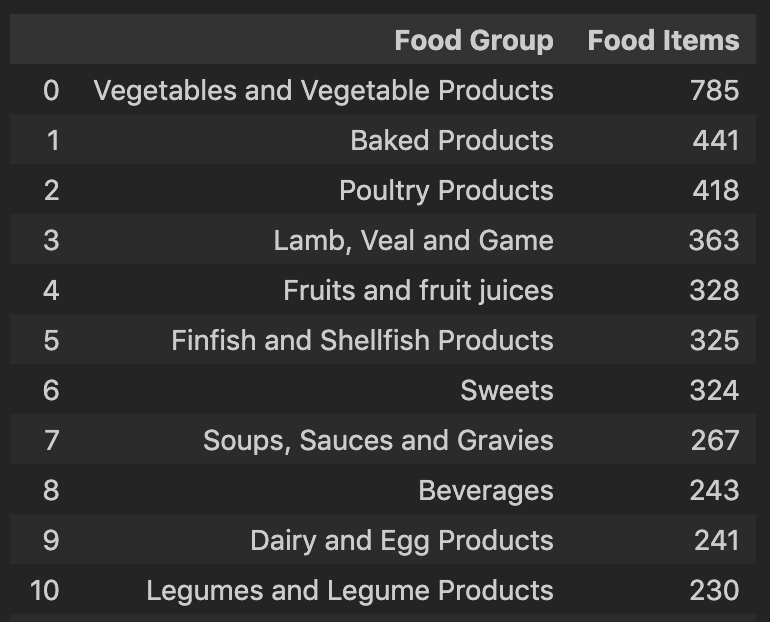 Food Group Food Items
0 Vegetables and Vegetable Products 785
1 Baked Products 441
2 Poultry Products 418
3 Lamb, Veal and Game 363
4 Fruits and fruit juices 328
5 Finfish and Shellfish Products 325
6 Sweets 324
7 Soups, Sauces and Gravies 267
8 Beverages 243
9 Dairy and Egg Products 241
10 Legumes and Legume Products 230